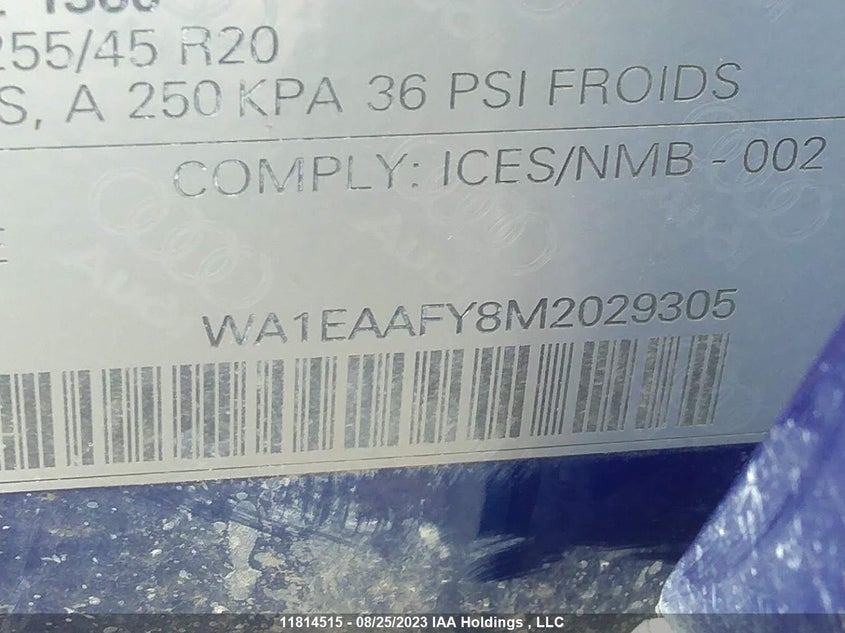 255/45 R20
S, A 250 KPA 36 PSI FROIDS
COMPLY: ICES/NMB - 002
E
WA1EAAFY8M2029305
11814515 - 08/25/2023 IAA Holdings , LLC